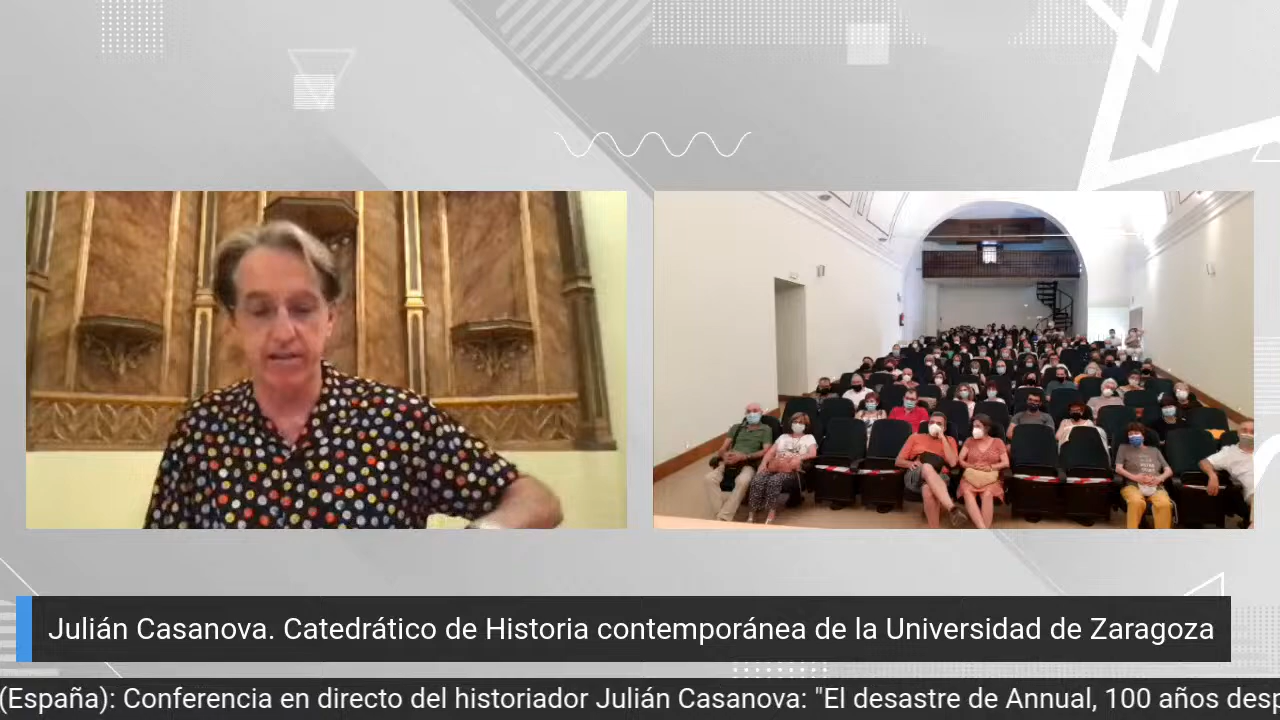 Julián Casanova. Catedrático de Historia contemporánea de la Universidad de Zaragoza
(España): Conferencia en directo del historiador Julián Casanova: "El desastre de Annual, 100 años desp